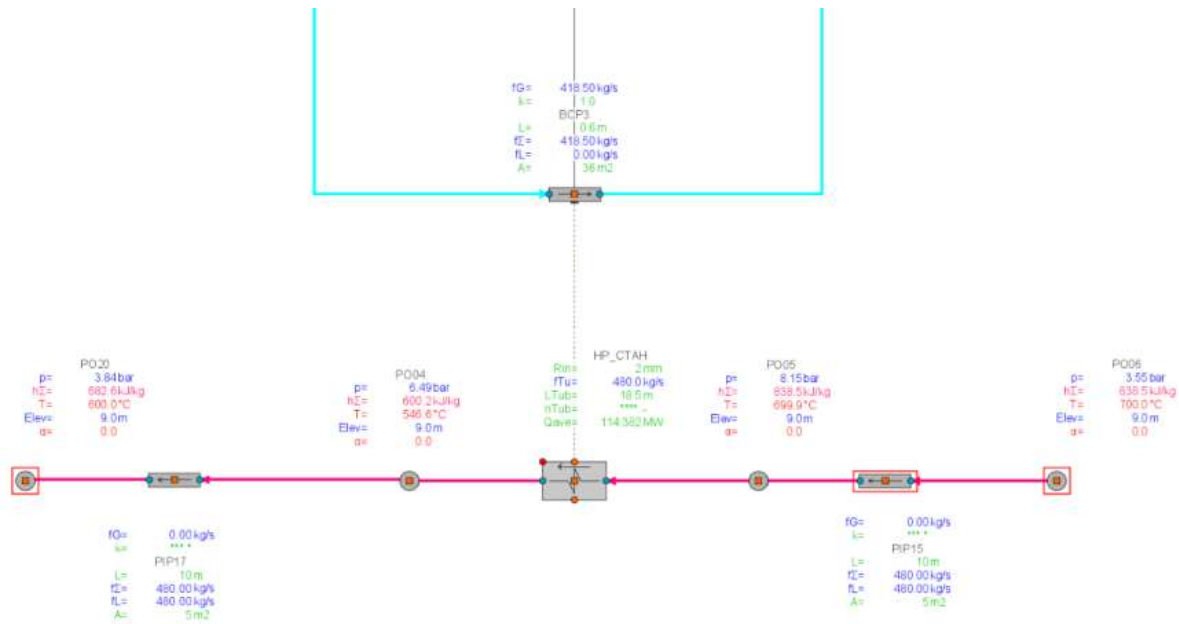 fG= 418.50 kg/s
k= 1.0
BCP3
L= 0.6 m
fΣ= 418.50 kg/s
fL= 0.00 kg/s
A= 36 m2
PO20
p= 3.84 bar
hΣ= 682.6 kJ/kg
T= 600.0 °C
Elev= 9.0 m
α= 0.0
PO04
p= 6.49 bar
hΣ= 600.2 kJ/kg
T= 546.6 °C
Elev= 9.0 m
α= 0.0
HP_CTAH
Rin= 2 mm
fTu= 480.0 kg/s
LTub= 18.5 m
nTub= **** -
Qave= 114.382 MW
PO05
p= 8.15 bar
hΣ= 838.5 kJ/kg
T= 699.9 °C
Elev= 9.0 m
α= 0.0
PO06
p= 3.55 bar
hΣ= 838.5 kJ/kg
T= 700.0 °C
Elev= 9.0 m
α= 0.0
fG= 0.00 kg/s
k= *** *
PIP17
L= 10 m
fΣ= 480.00 kg/s
fL= 480.00 kg/s
A= 5 m2
fG= 0.00 kg/s
k= *** *
PIP15
L= 10 m
fΣ= 480.00 kg/s
fL= 480.00 kg/s
A= 5 m2